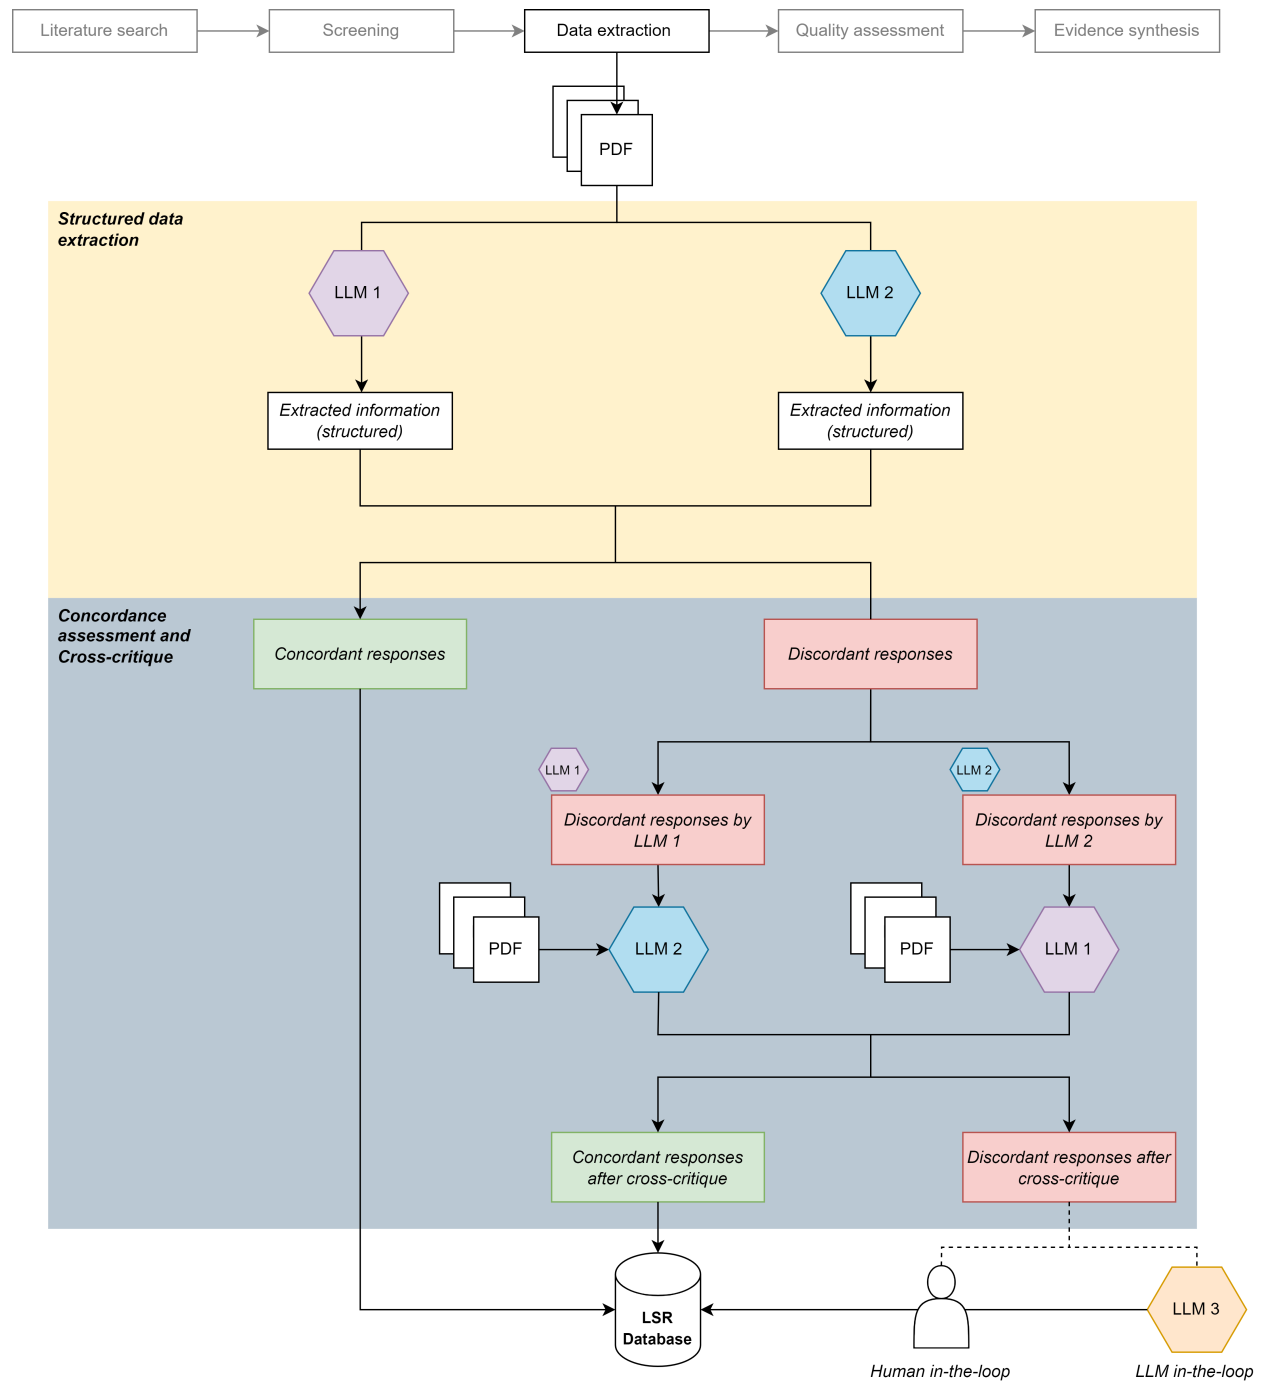 Literature search
Screening
Data extraction
Quality assessment
Evidence synthesis
PDF
Structured data
extraction
LLM 1
LLM 2
Extracted information
(structured)
Extracted information
(structured)
Concordance
assessment and
Cross-critique
Concordant responses
Discordant responses
LLM 1
LLM 2
Discordant responses by
LLM 1
Discordant responses by
LLM 2
PDF
LLM 2
PDF
LLM 1
Concordant responses
after cross-critique
Discordant responses after
cross-critique
LSR
Database
LLM 3
Human in-the-loop
LLM in-the-loop